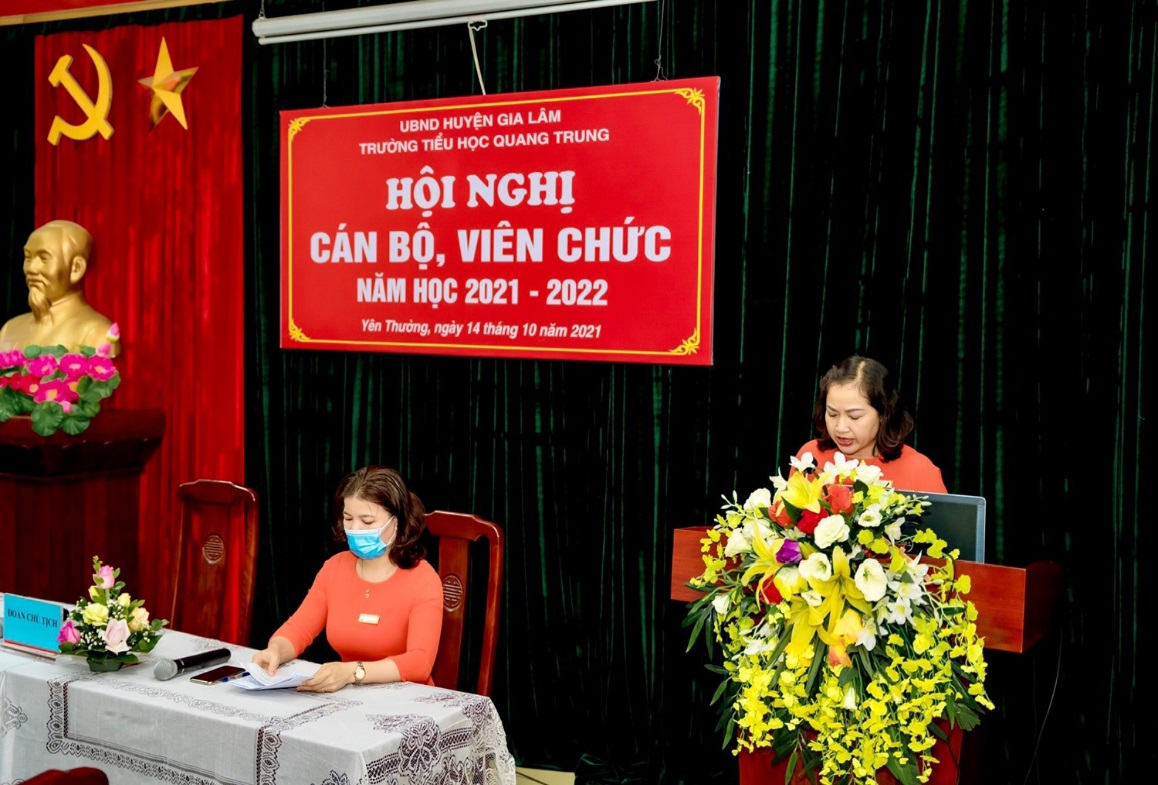 UBND HUYỆN GIA LÂM
TRƯỜNG TIỂU HỌC QUANG TRUNG
HỘI NGHỊ
CÁN BỘ, VIÊN CHỨC
NĂM HỌC 2021 - 2022
Yên Thường, ngày 14 tháng 10 năm 2021
ĐOÀN CHỦ TỊCH